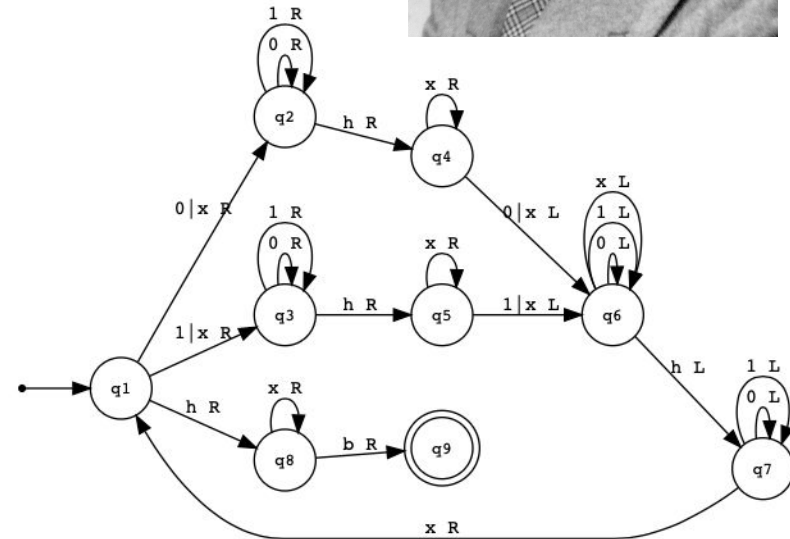 1 R
0 R
q2
h R
x R
q4
0|x R
0|x L
x L
1 L
0 L
1 R
0 R
q3
h R
x R
q5
1|x L
q6
1|x R
q1
h R
x R
q8
b R
q9
h L
1 L
0 L
q7
x R